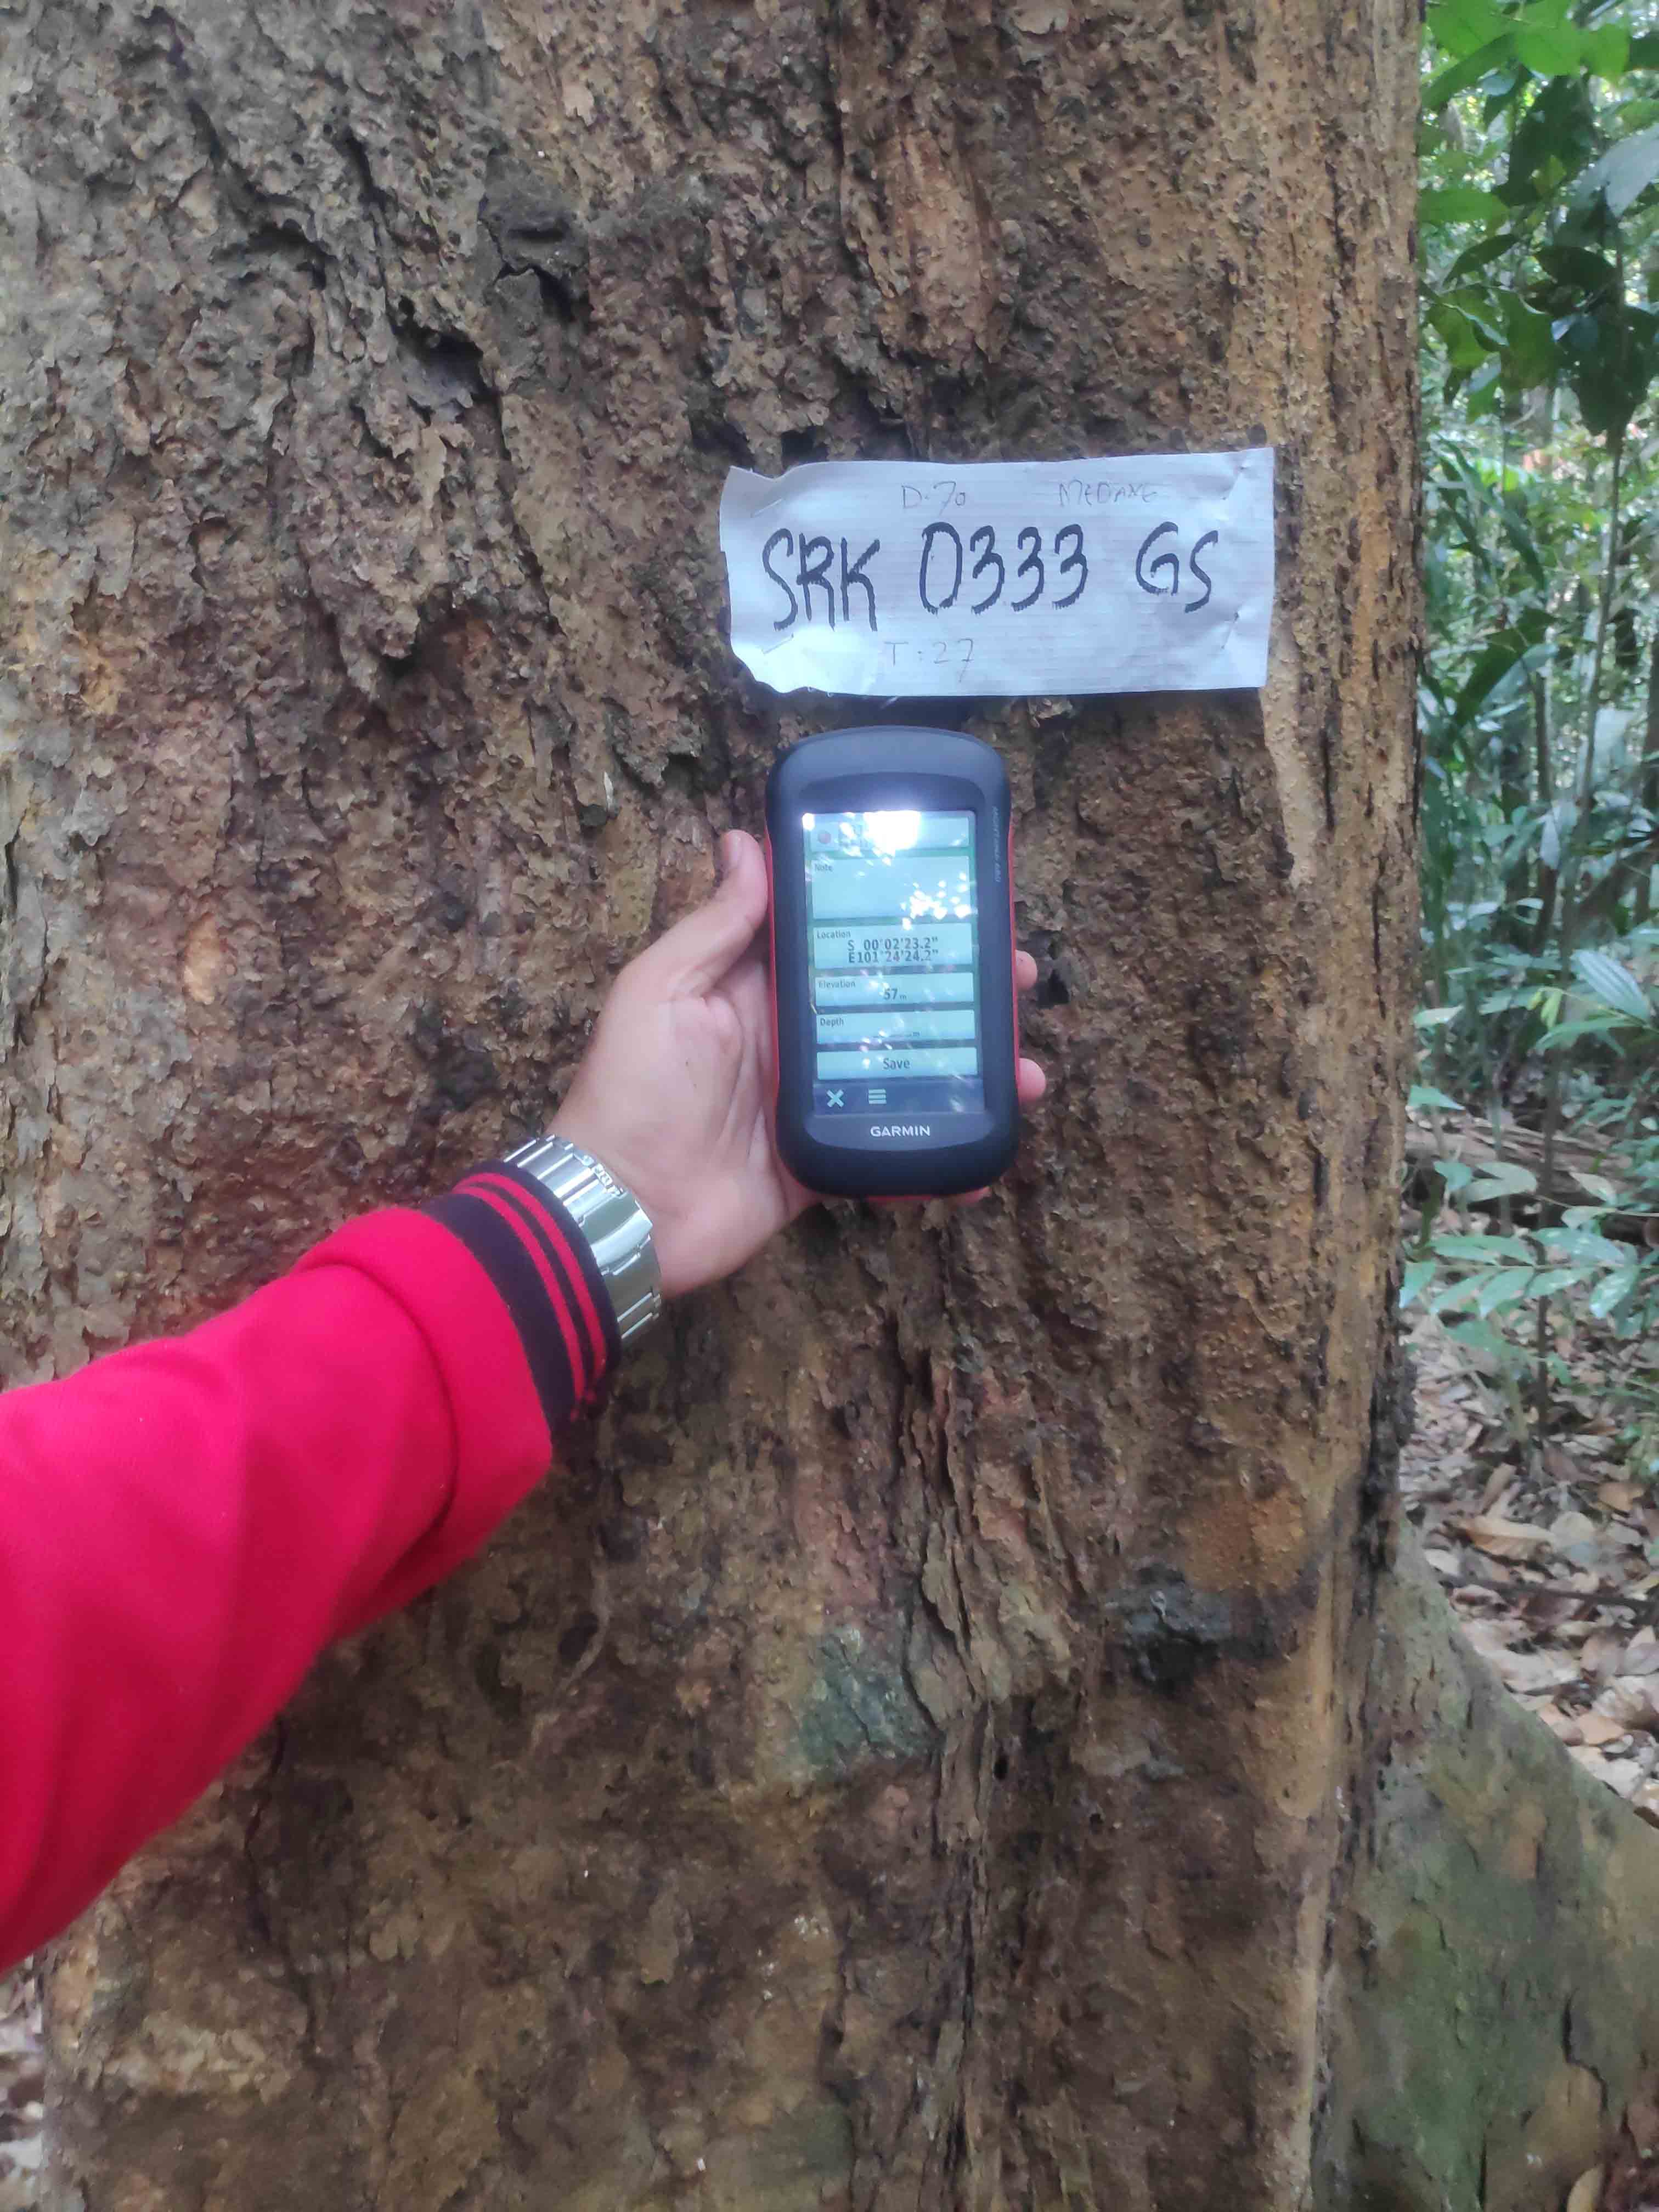 D.70 MEDANG
SRK 0333 GS
T:27
Note
Location
S 00°02'23.2"
E101°24'24.2"
Elevation
57 m
Depth
m
Save
GARMIN